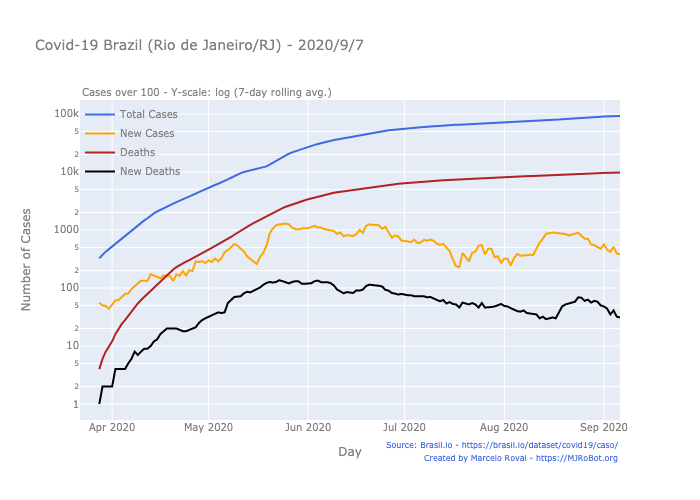 Covid-19 Brazil (Rio de Janeiro/RJ) - 2020/9/7
Cases over 100 - Y-scale: log (7-day rolling avg.)
Total Cases
New Cases
Deaths
New Deaths
100k
5
2
10k
5
2
1000
5
2
100
5
2
10
5
2
1
Number of Cases
Apr 2020
May 2020
Jun 2020
Jul 2020
Aug 2020
Sep 2020
Day
Source: Brasil.io - https://brasil.io/dataset/covid19/caso/
Created by Marcelo Rovai - https://MJRoBot.org